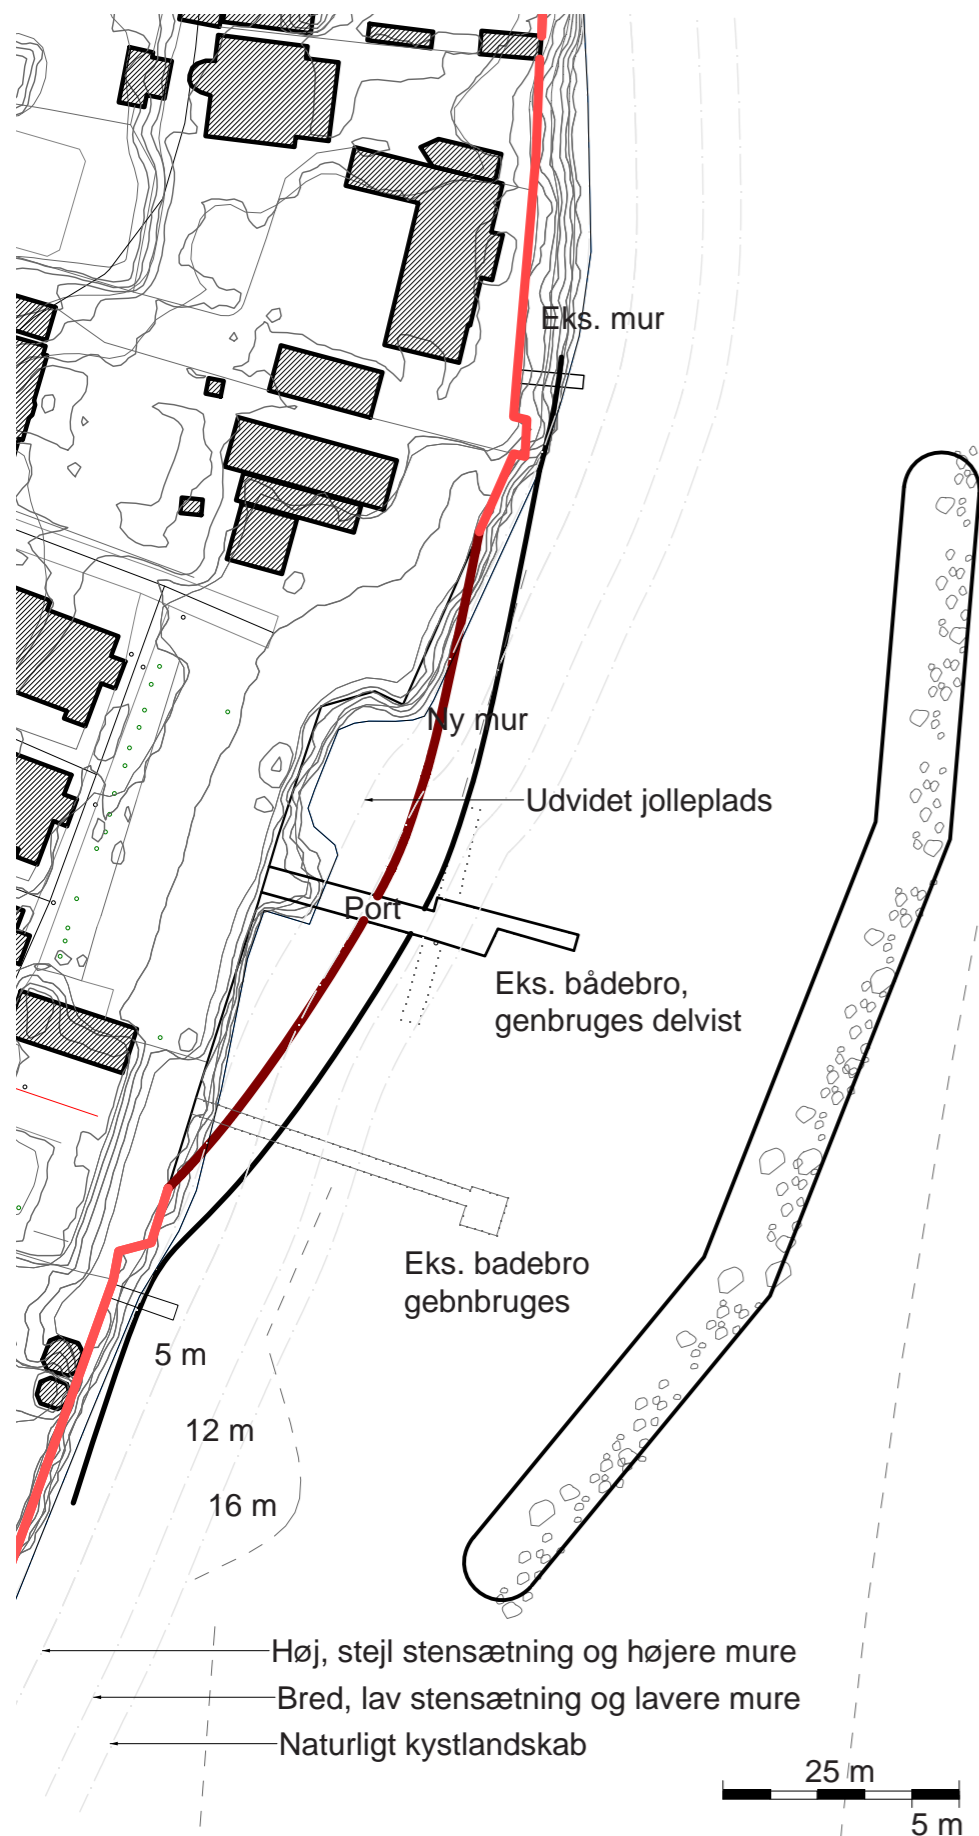 Eks. mur
Ny mur
Udvidet jolleplads
Port
Eks. bådebro,
genbruges delvist
Eks. badebro
gebnbruges
5 m
12 m
16 m
Høj, stejl stensætning og højere mure
Bred, lav stensætning og lavere mure
Naturligt kystlandskab
25 m
5 m